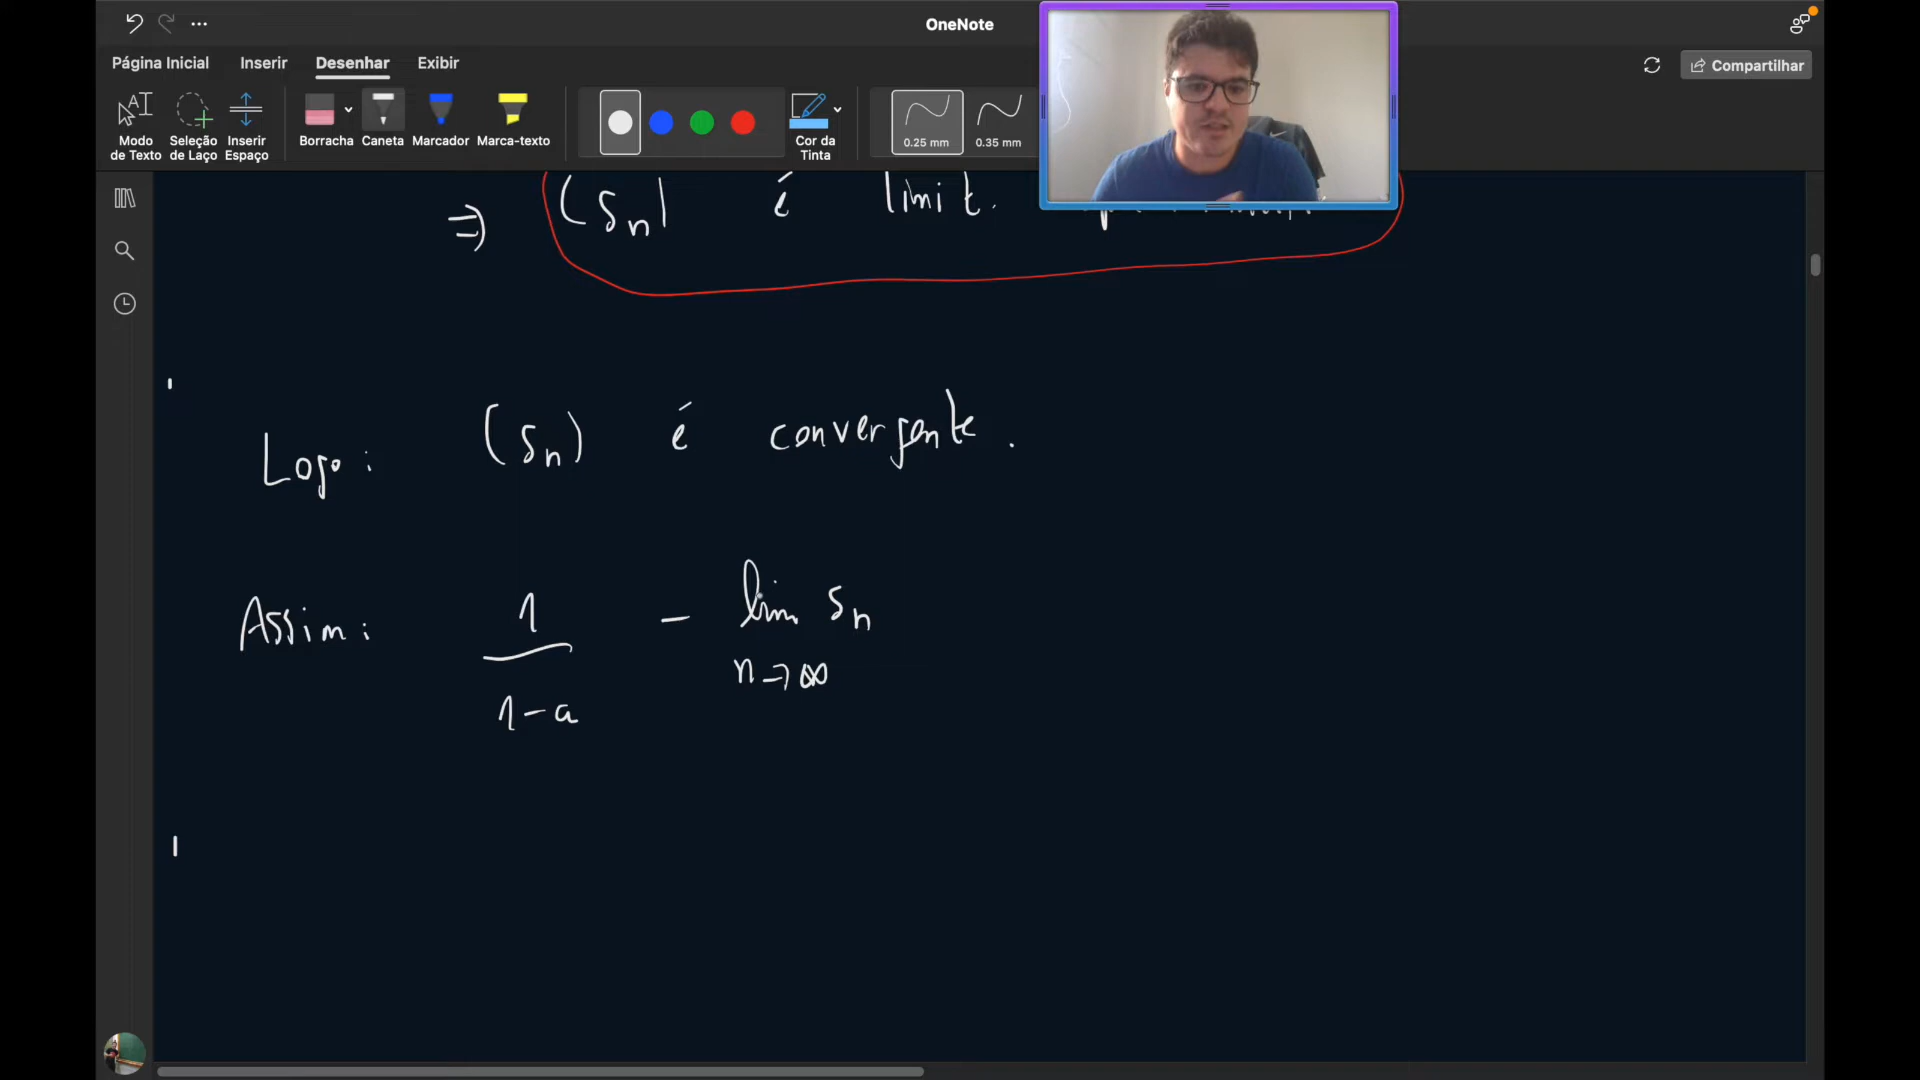 OneNote
Página Inicial Inserir Desenhar Exibir
Compartilhar
Modo de Texto
Seleção de Laço
Inserir Espaço
Borracha
Caneta
Marcador
Marca-texto
Cor da Tinta
0.25 mm
0.35 mm
⇒ (Sn) é limit.
Logo: (Sn) é convergente.
Assim: 1/(1-a) - lim Sn
n→∞